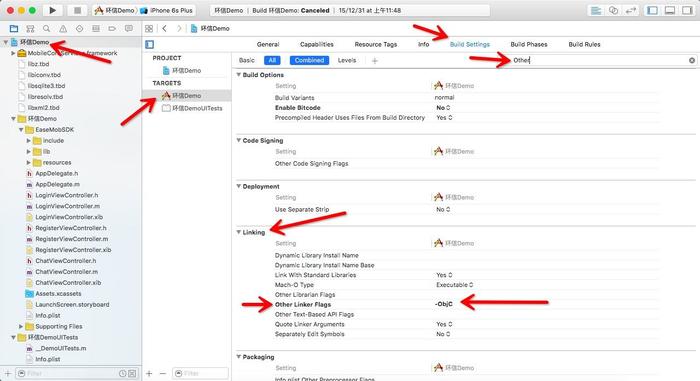 环信Demo
iPhone 6s Plus
环信Demo | Build 环信Demo: Canceled | 15/12/31 at 上午11:48
环信Demo
MobileCoreServices.framework
libz.tbd
libiconv.tbd
libsqlite3.tbd
libresolv.tbd
libxml2.tbd
环信Demo
EaseMobSDK
include
lib
resources
AppDelegate.h
AppDelegate.m
LoginViewController.h
LoginViewController.m
LoginViewController.xib
RegisterViewController.h
RegisterViewController.m
RegisterViewController.xib
ChatViewController.h
ChatViewController.m
ChatViewController.xib
Assets.xcassets
LaunchScreen.storyboard
Info.plist
Supporting Files
环信DemoUITests
__DemoUITests.m
Info.plist
Filter
环信Demo
PROJECT
环信Demo
TARGETS
环信Demo
环信DemoUITests
Filter
General Capabilities Resource Tags Info Build Settings Build Phases Build Rules
Basic All Combined Levels + Other
Build Options
Setting 环信Demo
Build Variants normal
Enable Bitcode No
Precompiled Header Uses Files From Build Directory Yes
Code Signing
Setting 环信Demo
Other Code Signing Flags
Deployment
Setting 环信Demo
Use Separate Strip No
Linking
Setting 环信Demo
Dynamic Library Install Name
Dynamic Library Install Name Base
Link With Standard Libraries Yes
Mach-O Type Executable
Other Librarian Flags
Other Linker Flags -ObjC
Other Text-Based API Flags
Quote Linker Arguments Yes
Separately Edit Symbols No
Packaging
Setting 环信Demo
Info.plist Other Preprocessor Flags